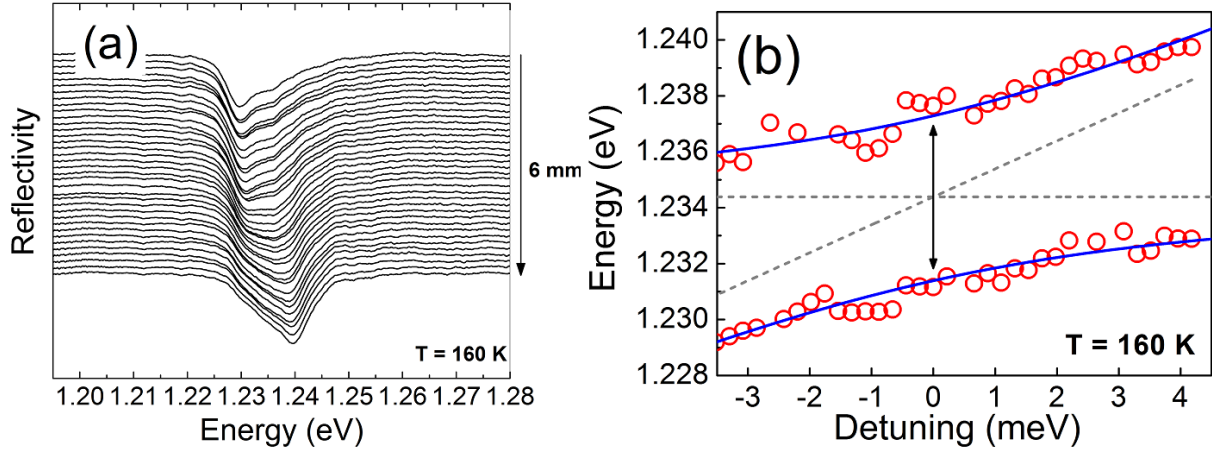 (a)
Reflectivity
6 mm
T = 160 K
1.20 1.21 1.22 1.23 1.24 1.25 1.26 1.27 1.28
Energy (eV)
(b)
Energy (eV)
1.240
1.238
1.236
1.234
1.232
1.230
1.228
T = 160 K
-3 -2 -1 0 1 2 3 4
Detuning (meV)